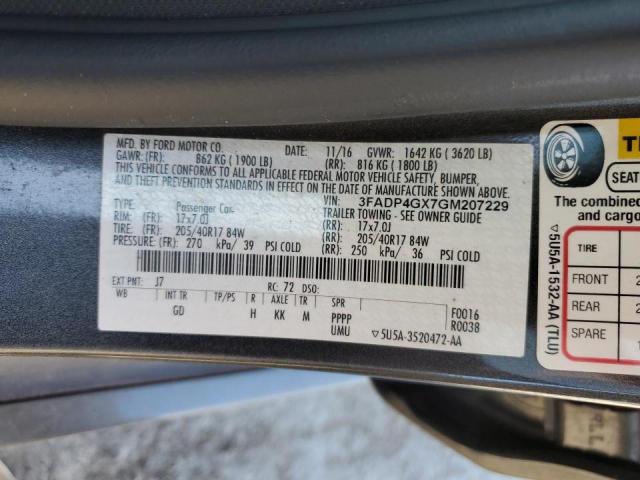 MFD. BY FORD MOTOR CO.
DATE: 11/16 GVWR: 1642 KG ( 3620 LB)
GAWR: (FR): 862 KG ( 1900 LB) (RR): 816 KG ( 1800 LB)
THIS VEHICLE CONFORMS TO ALL APPLICABLE FEDERAL MOTOR VEHICLE SAFETY, BUMPER,
AND THEFT PREVENTION STANDARDS IN EFFECT ON THE DATE OF MANUFACTURE SHOWN ABOVE.
VIN: 3FADP4GX7GM207229
TYPE: Passenger Car TRAILER TOWING - SEE OWNER GUIDE
RIM: (FR): 17x7.0J (RR): 17x7.0J
TIRE: (FR): 205/40R17 84W (RR): 205/40R17 84W
PRESSURE: (FR) 270 kPa/ 39 PSI COLD (RR): 250 kPa/ 36 PSI COLD
EXT PNT: J7 RC: 72 DSO:
WB INT TR TP/PS R AXLE TR SPR
GD H KK M PPPP
UMU
F0016
R0038
▽5U5A-3520472-AA
SEAT
The combined
and cargo
TIRE
FRONT 2
REAR 2
SPARE
▽5U5A-1532-AA (TLU)